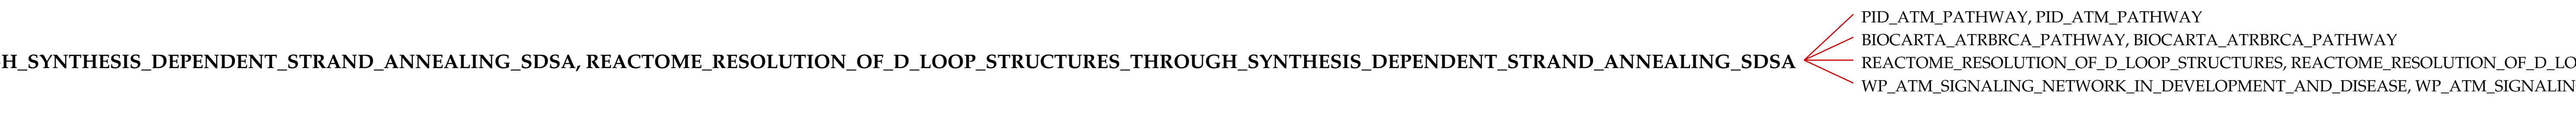 PID_ATM_PATHWAY, PID_ATM_PATHWAY
BIOCARTA_ATRBRCA_PATHWAY, BIOCARTA_ATRBRCA_PATHWAY
H_SYNTHESIS_DEPENDENT_STRAND_ANNEALING_SDSA, REACTOME_RESOLUTION_OF_D_LOOP_STRUCTURES_THROUGH_SYNTHESIS_DEPENDENT_STRAND_ANNEALING_SDSA
REACTOME_RESOLUTION_OF_D_LOOP_STRUCTURES, REACTOME_RESOLUTION_OF_D_LO
WP_ATM_SIGNALING_NETWORK_IN_DEVELOPMENT_AND_DISEASE, WP_ATM_SIGNALIN